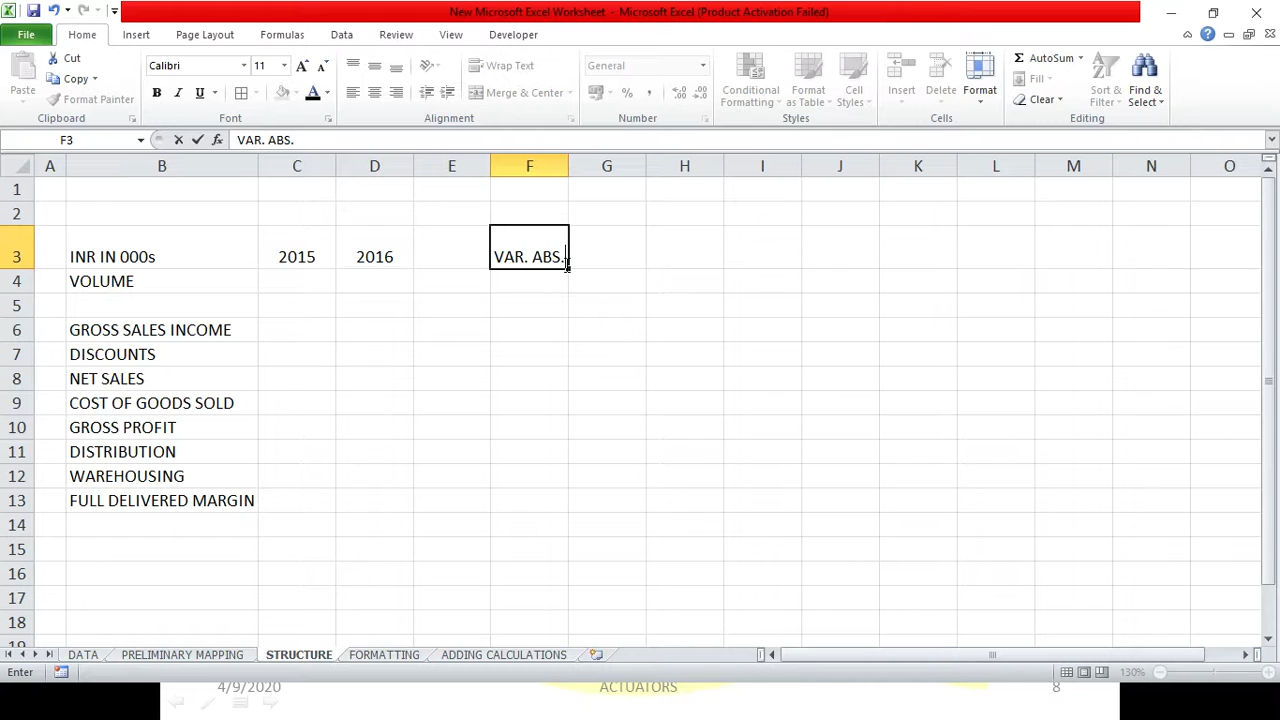 New Microsoft Excel Worksheet - Microsoft Excel (Product Activation Failed)
File Home Insert Page Layout Formulas Data Review View Developer
Paste Cut Copy Format Painter Clipboard
Calibri 11 A A B I U A Font
Wrap Text Merge & Center Alignment
General % , .0 .00 .00 .0 Number
Conditional Formatting Format as Table Cell Styles Styles
Insert Delete Format Cells
Σ AutoSum Fill Clear Sort & Filter Find & Select Editing
F3 fx VAR. ABS.
A B C D E F G H I J K L M N O
1
2
3 INR IN 000s 2015 2016 VAR. ABS.
4 VOLUME
5
6 GROSS SALES INCOME
7 DISCOUNTS
8 NET SALES
9 COST OF GOODS SOLD
10 GROSS PROFIT
11 DISTRIBUTION
12 WAREHOUSING
13 FULL DELIVERED MARGIN
14
15
16
17
18
19
DATA PRELIMINARY MAPPING STRUCTURE FORMATTING ADDING CALCULATIONS
Enter 130%
4/9/2020 ACTUATORS 8